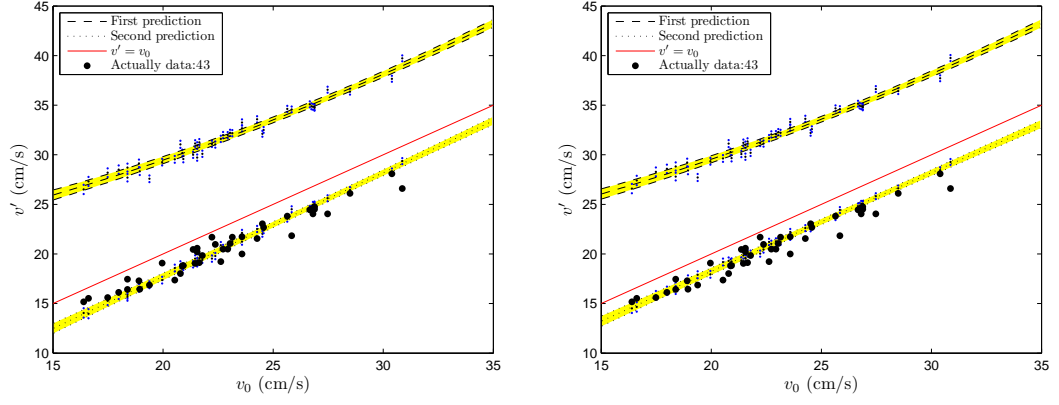 45
40
35
30
25
20
15
10
15
20
25
30
35
v′ (cm/s)
v₀ (cm/s)
First prediction
Second prediction
v′ = v₀
Actually data:43
45
40
35
30
25
20
15
10
15
20
25
30
35
v′ (cm/s)
v₀ (cm/s)
First prediction
Second prediction
v′ = v₀
Actually data:43